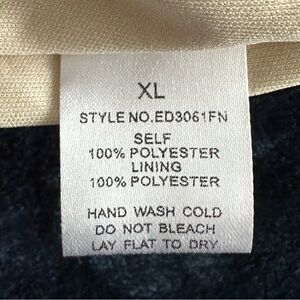 XL
STYLE NO.ED3061FN
SELF
100% POLYESTER
LINING
100% POLYESTER
HAND WASH COLD
DO NOT BLEACH
LAY FLAT TO DRY